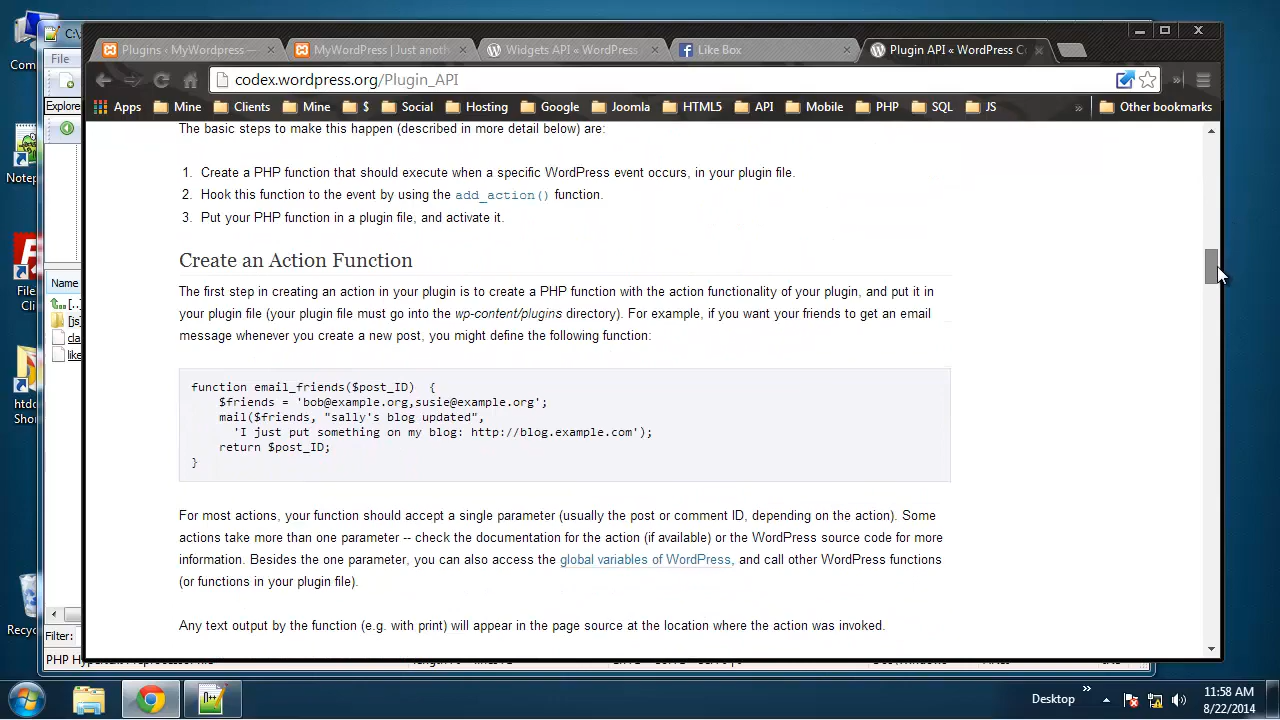 Com
C:\
Plugins ‹ MyWordpress —
MyWordPress | Just anoth
Widgets API « WordPress
Like Box
Plugin API « WordPress C
File
codex.wordpress.org/Plugin_API
Apps
Mine
Clients
Mine
$
Social
Hosting
Google
Joomla
HTML5
API
Mobile
PHP
SQL
JS
»
Other bookmarks
Explore
Notep
File
Cli
htdo
Shor
Recyc
Name
[..]
[js]
cla
like
Filter:
The basic steps to make this happen (described in more detail below) are:
1. Create a PHP function that should execute when a specific WordPress event occurs, in your plugin file.
2. Hook this function to the event by using the add_action() function.
3. Put your PHP function in a plugin file, and activate it.
Create an Action Function
The first step in creating an action in your plugin is to create a PHP function with the action functionality of your plugin, and put it in
your plugin file (your plugin file must go into the wp-content/plugins directory). For example, if you want your friends to get an email
message whenever you create a new post, you might define the following function:
function email_friends($post_ID)  {
$friends = 'bob@example.org,susie@example.org';
mail($friends, "sally's blog updated",
'I just put something on my blog: http://blog.example.com');
return $post_ID;
}
For most actions, your function should accept a single parameter (usually the post or comment ID, depending on the action). Some
actions take more than one parameter -- check the documentation for the action (if available) or the WordPress source code for more
information. Besides the one parameter, you can also access the global variables of WordPress, and call other WordPress functions
(or functions in your plugin file).
Any text output by the function (e.g. with print) will appear in the page source at the location where the action was invoked.
Desktop
»
11:58 AM
8/22/2014